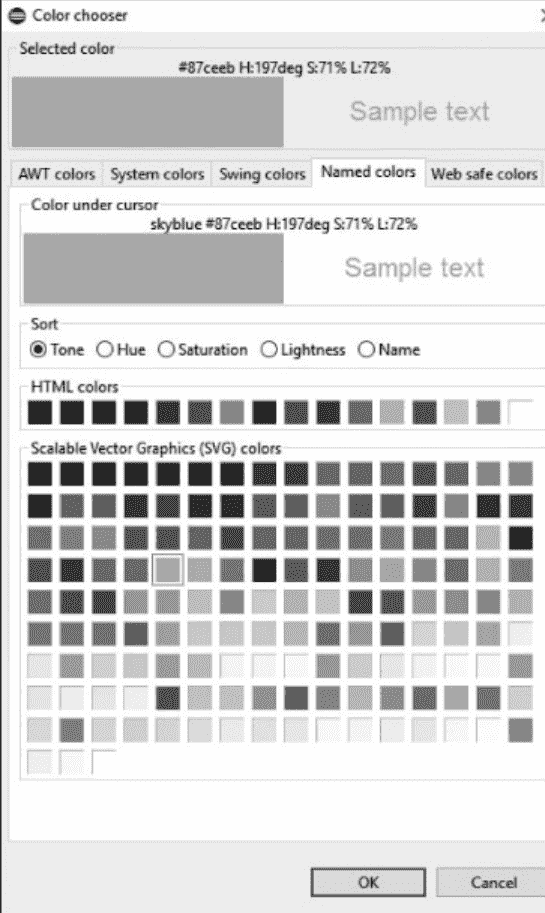 Color chooser
Selected color
#87ceeb H:197deg S:71% L:72%
Sample text
AWT colors System colors Swing colors Named colors Web safe colors
Color under cursor
skyblue #87ceeb H:197deg S:71% L:72%
Sample text
Sort
Tone Hue Saturation Lightness Name
HTML colors
Scalable Vector Graphics (SVG) colors
OK Cancel